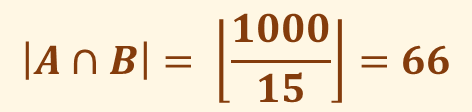 |A ∩ B| = ⌊1000/15⌋ = 66